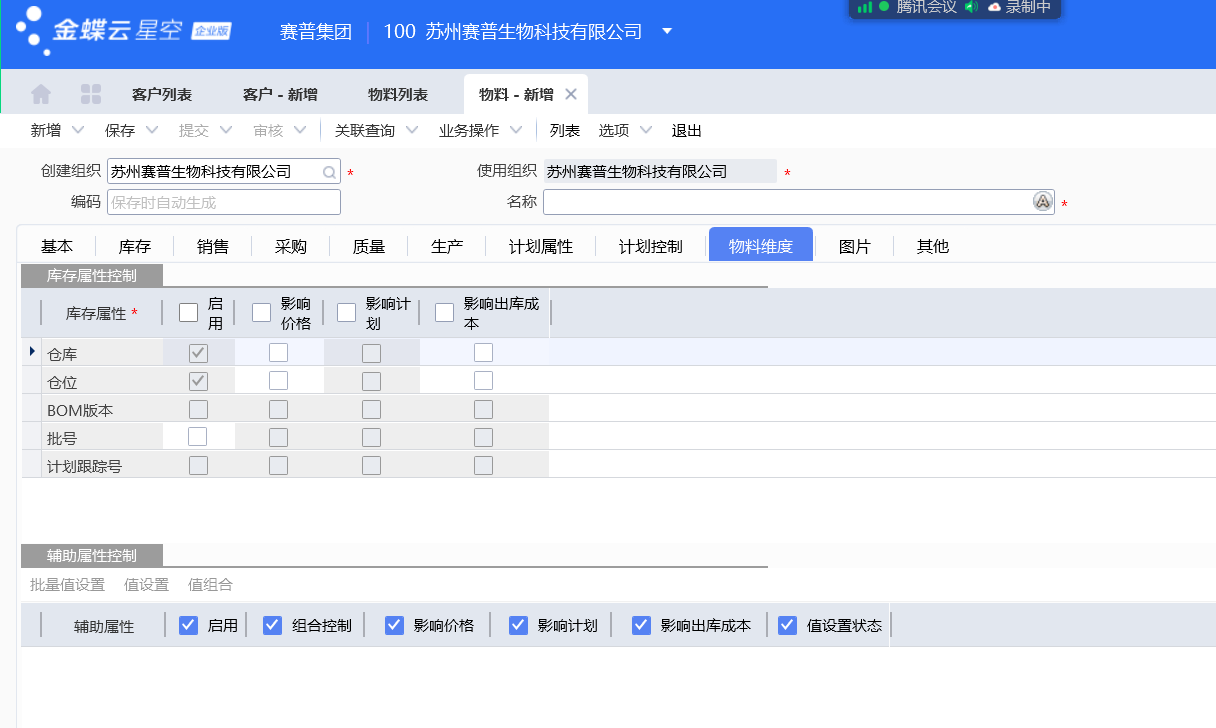 腾讯会议 录制中
金蝶云 星空 企业版 赛普集团 100 苏州赛普生物科技有限公司
客户列表 客户 - 新增 物料列表 物料 - 新增
新增 保存 提交 审核 关联查询 业务操作 列表 选项 退出
创建组织 苏州赛普生物科技有限公司 * 使用组织 苏州赛普生物科技有限公司 *
编码 保存时自动生成 名称 *
基本 库存 销售 采购 质量 生产 计划属性 计划控制 物料维度 图片 其他
库存属性控制
库存属性 * 启用 影响价格 影响计划 影响出库成本
仓库
仓位
BOM版本
批号
计划跟踪号
辅助属性控制
批量值设置 值设置 值组合
辅助属性 启用 组合控制 影响价格 影响计划 影响出库成本 值设置状态